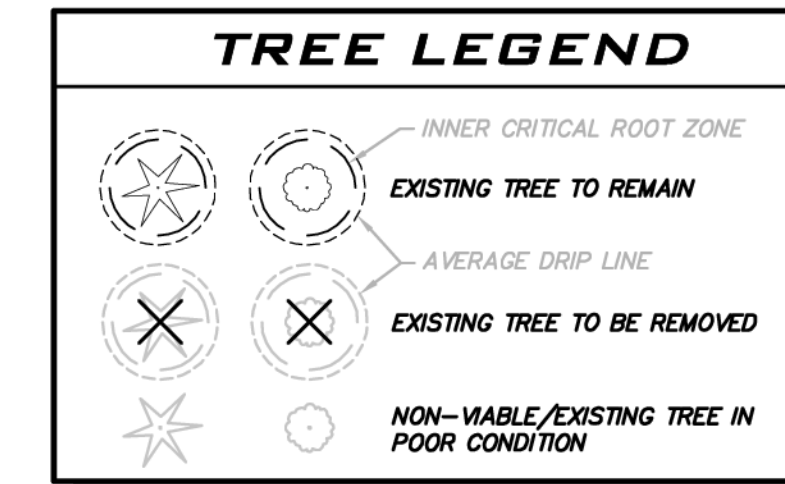 TREE LEGEND
INNER CRITICAL ROOT ZONE
EXISTING TREE TO REMAIN
AVERAGE DRIP LINE
EXISTING TREE TO BE REMOVED
NON-VIABLE/EXISTING TREE IN
POOR CONDITION